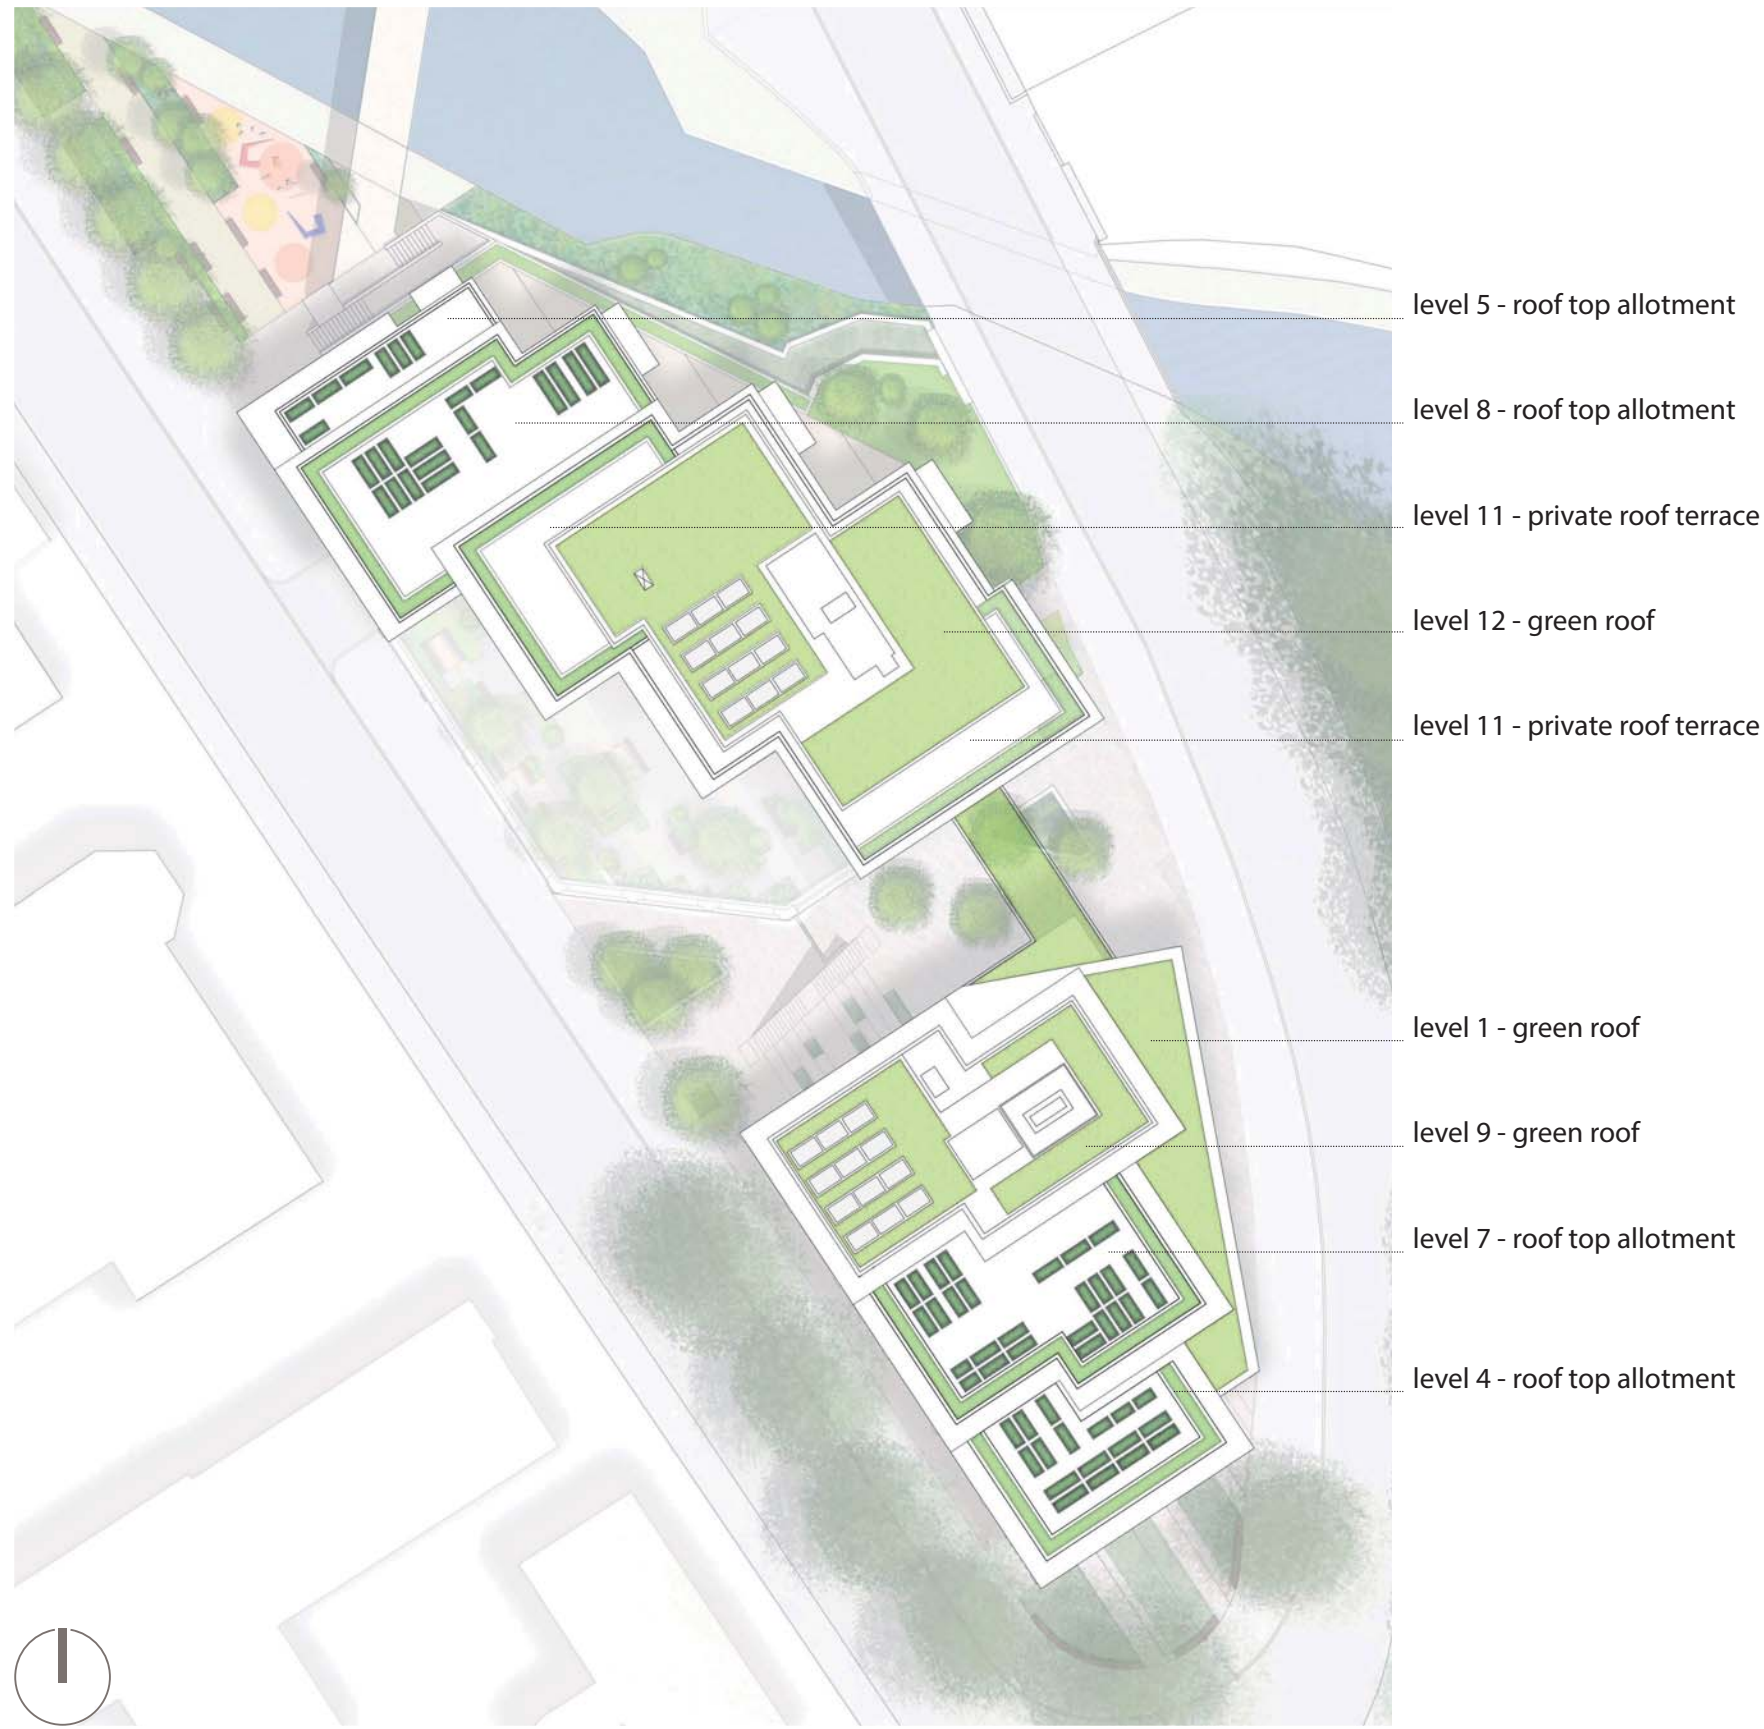 level 5 - roof top allotment
level 8 - roof top allotment
level 11 - private roof terrace
level 12 - green roof
level 11 - private roof terrace
level 1 - green roof
level 9 - green roof
level 7 - roof top allotment
level 4 - roof top allotment